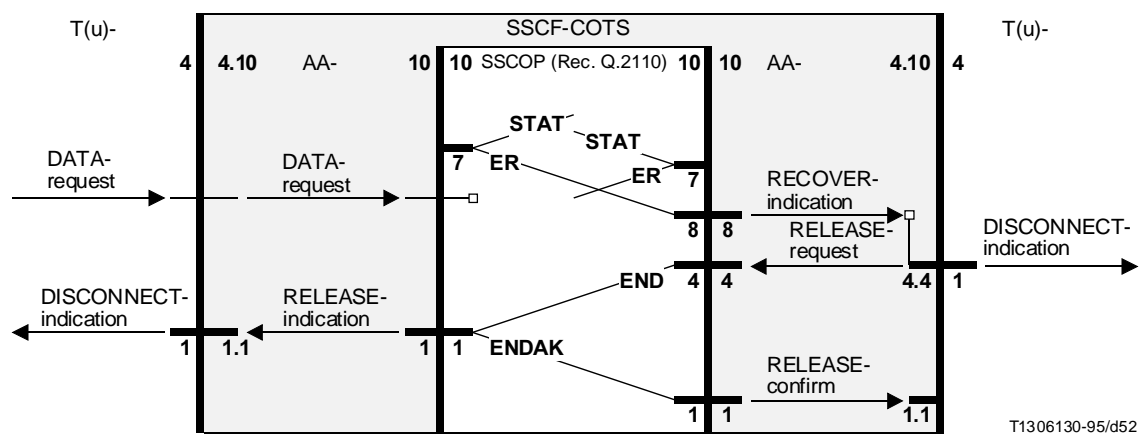 T(u)-
SSCF-COTS
T(u)-
4 4.10 AA- 10 10 SSCOP (Rec. Q.2110) 10 10 AA- 4.10 4
STAT
STAT
DATA-
request
DATA-
request
7 ER
ER 7
RECOVER-
indication
8 8
RELEASE-
request
DISCONNECT-
indication
END 4 4
4.4 1
DISCONNECT-
indication
RELEASE-
indication
1 1.1
1 1
ENDAK
RELEASE-
confirm
1 1
1.1
T1306130-95/d52